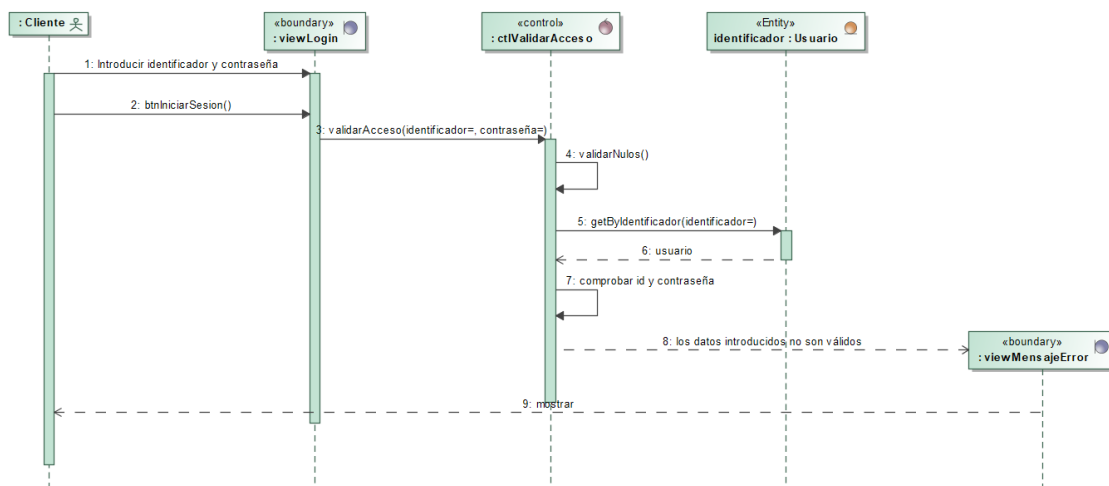 : Cliente
«boundary»
: viewLogin
«control»
: ctlValidarAcceso
«Entity»
identificador : Usuario
1: Introducir identificador y contraseña
2: btnIniciarSesion()
3: validarAcceso(identificador=, contraseña=)
4: validarNulos()
5: getByIdentificador(identificador=)
6: usuario
7: comprobar id y contraseña
8: los datos introducidos no son válidos
«boundary»
: viewMensajeError
9: mostrar